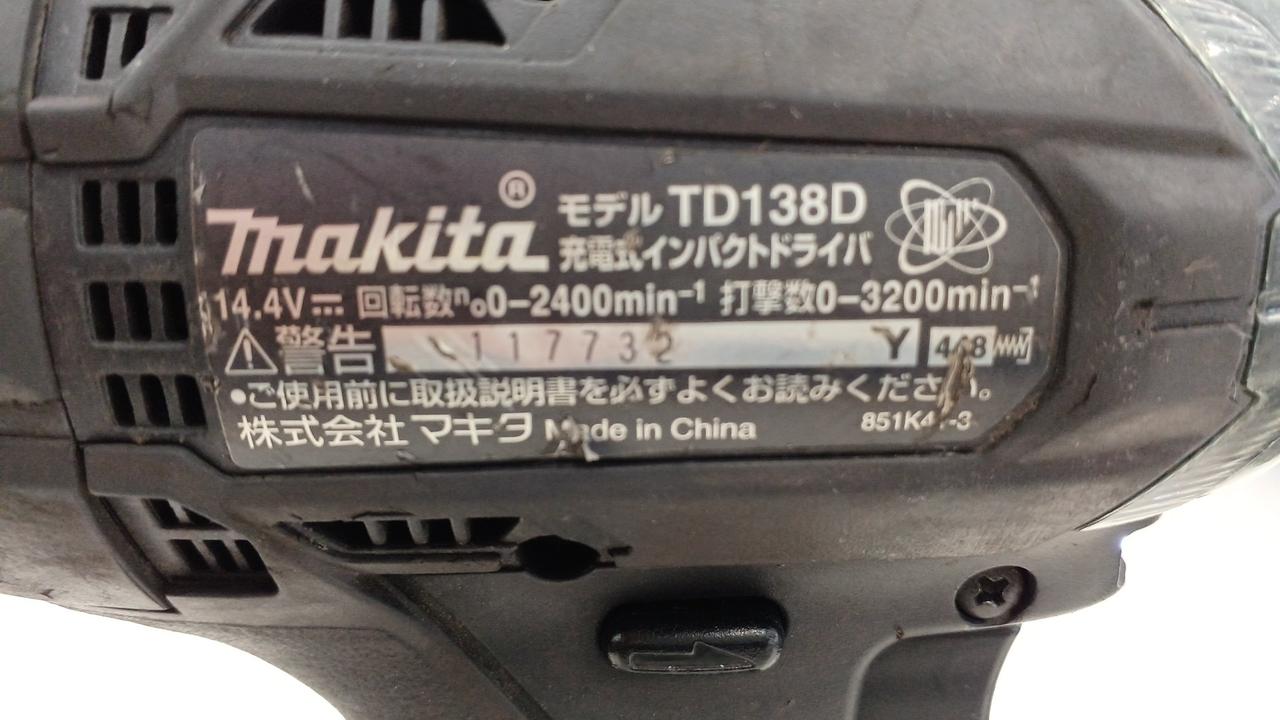 makita® モデル TD138D
充電式インパクトドライバ
14.4V 回転数n₀0-2400min⁻¹ 打撃数0-3200min⁻¹
警告 117732 Y
●ご使用前に取扱説明書を必ずよくお読みください。
株式会社 マキタ Made in China